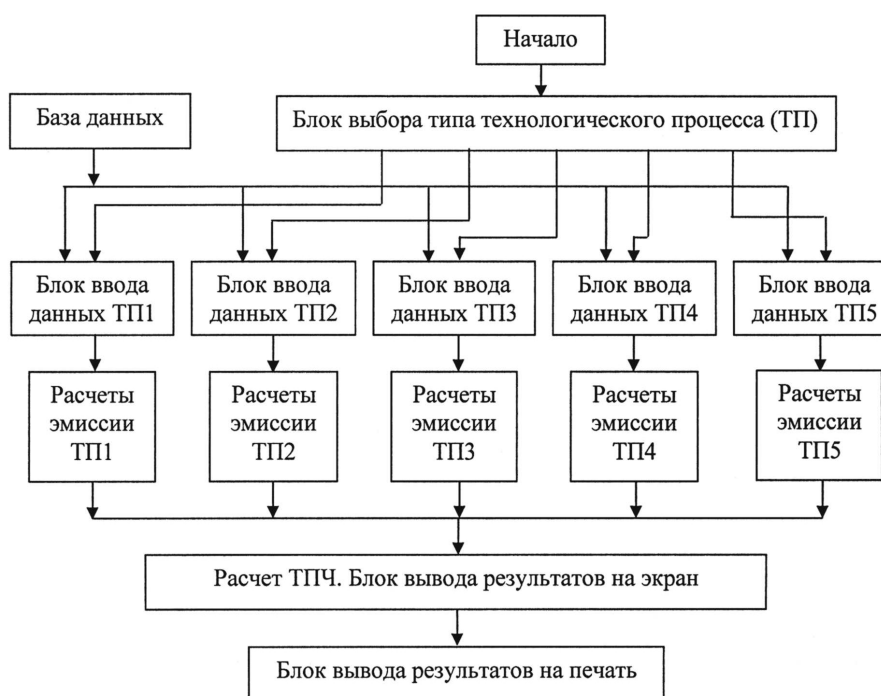 Начало
База данных
Блок выбора типа технологического процесса (ТП)
Блок ввода
данных ТП1
Блок ввода
данных ТП2
Блок ввода
данных ТП3
Блок ввода
данных ТП4
Блок ввода
данных ТП5
Расчеты
эмиссии
ТП1
Расчеты
эмиссии
ТП2
Расчеты
эмиссии
ТП3
Расчеты
эмиссии
ТП4
Расчеты
эмиссии
ТП5
Расчет ТПЧ. Блок вывода результатов на экран
Блок вывода результатов на печать